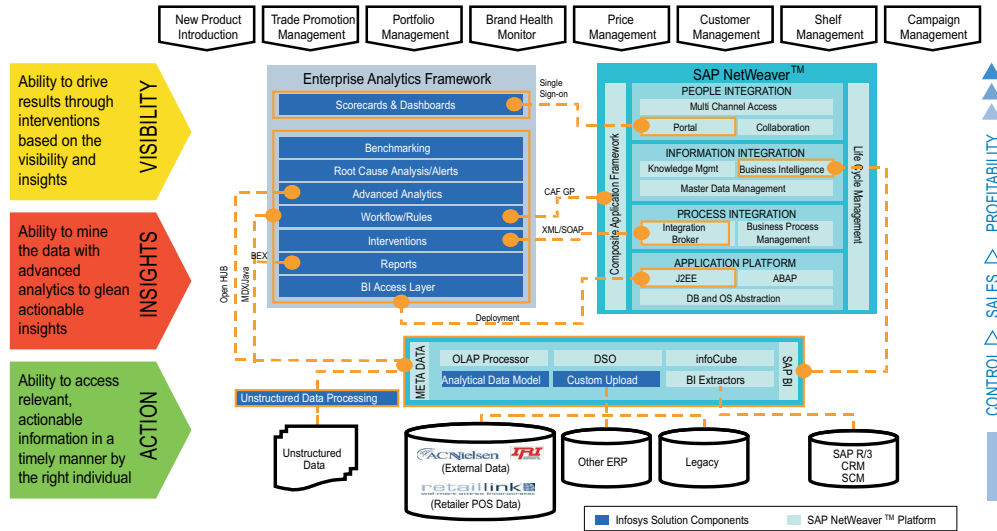 New Product
Introduction
Trade Promotion
Management
Portfolio
Management
Brand Health
Monitor
Price
Management
Customer
Management
Shelf
Management
Campaign
Management
Ability to drive
results through
interventions
based on the
visibility and
insights
VISIBILITY
Ability to mine
the data with
advanced
analytics to glean
actionable
insights
INSIGHTS
Ability to access
relevant,
actionable
information in a
timely manner by
the right individual
ACTION
Enterprise Analytics Framework
Scorecards & Dashboards
Benchmarking
Root Cause Analysis/Alerts
Advanced Analytics
Workflow/Rules
Interventions
Reports
BI Access Layer
Single
Sign-on
CAF GP
XML/SOAP
Deployment
Open HUB
MDX/Java
BEX
SAP NetWeaver™
Composite Application Framework
PEOPLE INTEGRATION
Multi Channel Access
Portal
Collaboration
INFORMATION INTEGRATION
Knowledge Mgmt
Business Intelligence
Master Data Management
PROCESS INTEGRATION
Integration
Broker
Business Process
Management
APPLICATION PLATFORM
J2EE
ABAP
DB and OS Abstraction
Life Cycle Management
META DATA
OLAP Processor
DSO
infoCube
Analytical Data Model
Custom Upload
BI Extractors
SAP BI
Unstructured Data Processing
Unstructured
Data
ACNielsen
IRI
(External Data)
retaillink
(Retailer POS Data)
Other ERP
Legacy
SAP R/3
CRM
SCM
CONTROL △ SALES △ PROFITABILITY
Infosys Solution Components
SAP NetWeaver ™ Platform